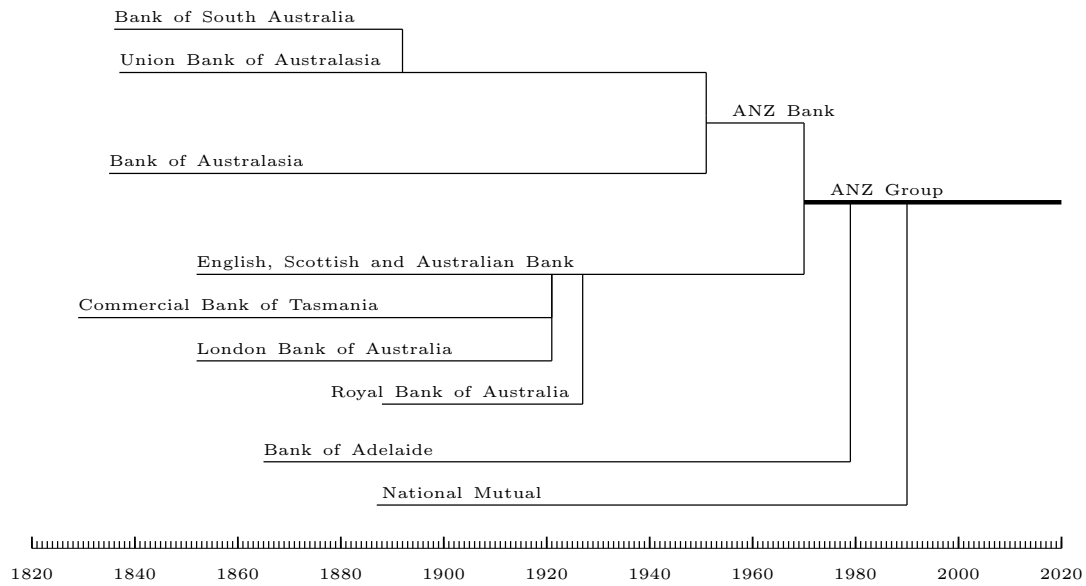 Bank of South Australia
Union Bank of Australasia
ANZ Bank
Bank of Australasia
ANZ Group
English, Scottish and Australian Bank
Commercial Bank of Tasmania
London Bank of Australia
Royal Bank of Australia
Bank of Adelaide
National Mutual
1820 1840 1860 1880 1900 1920 1940 1960 1980 2000 2020